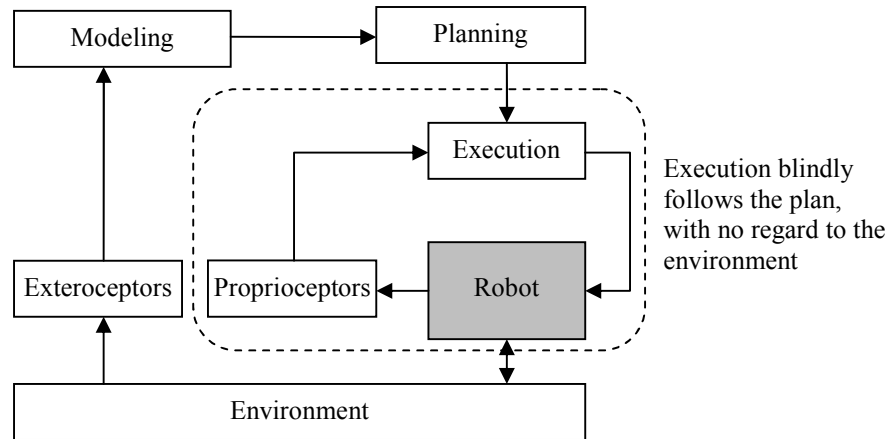 Modeling
Planning
Execution
Execution blindly
follows the plan,
with no regard to the
environment
Exteroceptors
Proprioceptors
Robot
Environment